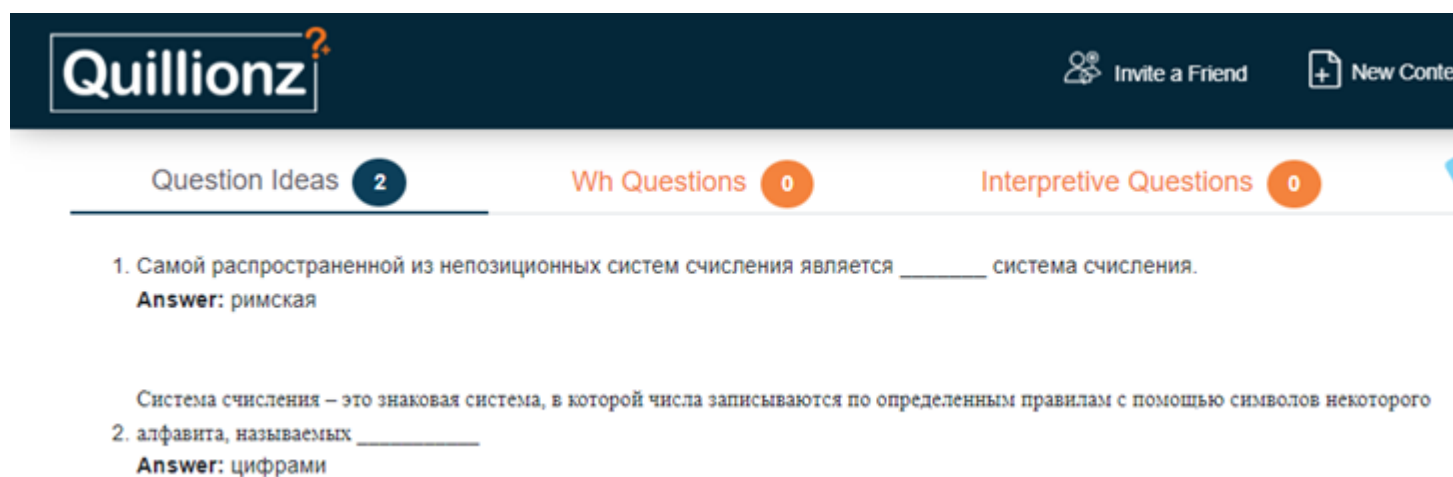 Quillionz ?+
Invite a Friend
New Conte
Question Ideas 2
Wh Questions 0
Interpretive Questions 0
1. Самой распространенной из непозиционных систем счисления является _______ система счисления.
Answer: римская
Система счисления – это знаковая система, в которой числа записываются по определенным правилам с помощью символов некоторого
2. алфавита, называемых ___________
Answer: цифрами